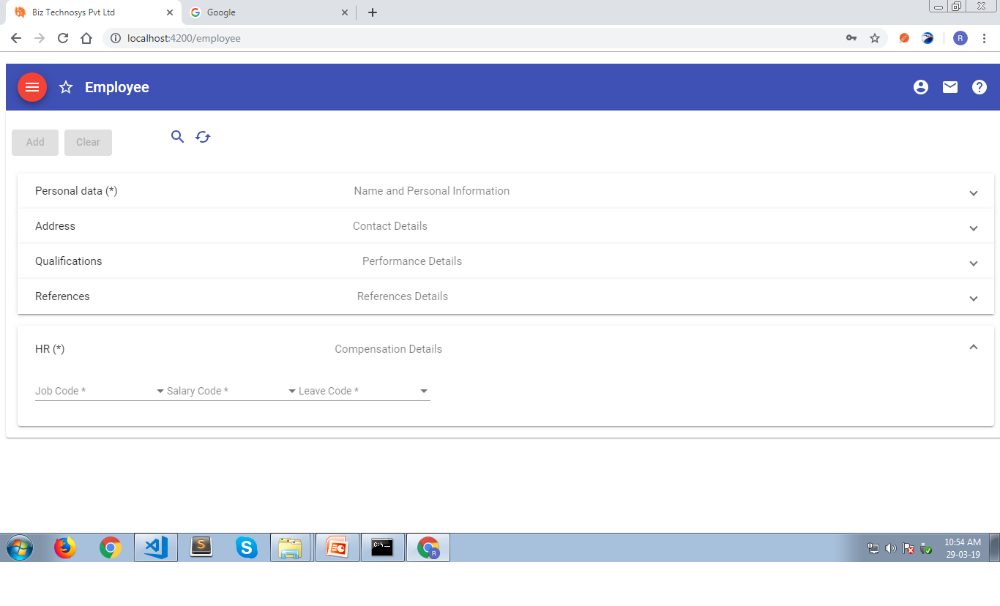 Biz Technosys Pvt Ltd
Google
localhost:4200/employee
R
Employee
Add
Clear
Personal data (*)
Name and Personal Information
Address
Contact Details
Qualifications
Performance Details
References
References Details
HR (*)
Compensation Details
Job Code *
Salary Code *
Leave Code *
S
S
C:\
R
10:54 AM
29-03-19